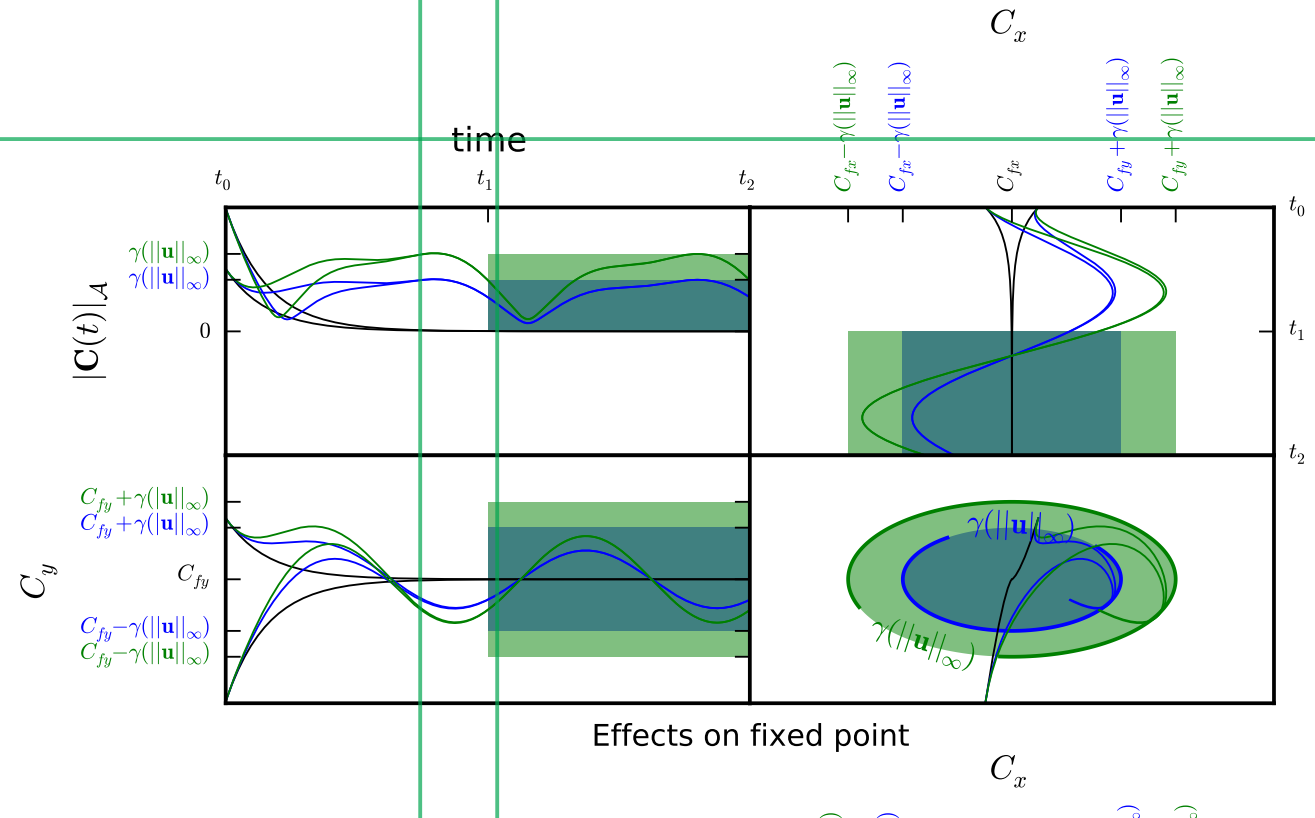 C_x
C_{fx}−γ(||u||_∞)
C_{fx}−γ(||u||_∞)
C_{fx}
C_{fy}+γ(||u||_∞)
C_{fy}+γ(||u||_∞)
time
t_0 t_1 t_2
t_0
t_1
t_2
|C(t)|_𝒜
γ(||u||_∞)
γ(||u||_∞)
0
C_y
C_{fy}+γ(|u||_∞)
C_{fy}+γ(|u||_∞)
C_{fy}
C_{fy}−γ(||u||_∞)
C_{fy}−γ(||u||_∞)
γ(||u||_∞)
γ(||u||_∞)
Effects on fixed point
C_x